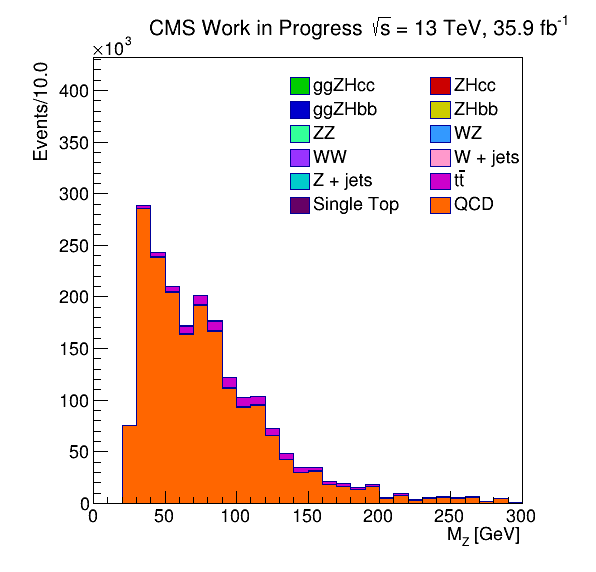 CMS Work in Progress √s = 13 TeV, 35.9 fb⁻¹
×10³
Events/10.0
400
350
300
250
200
150
100
50
0
ggZHcc ZHcc
ggZHbb ZHbb
ZZ WZ
WW W + jets
Z + jets tt̄
Single Top QCD
0 50 100 150 200 250 300
M_Z [GeV]